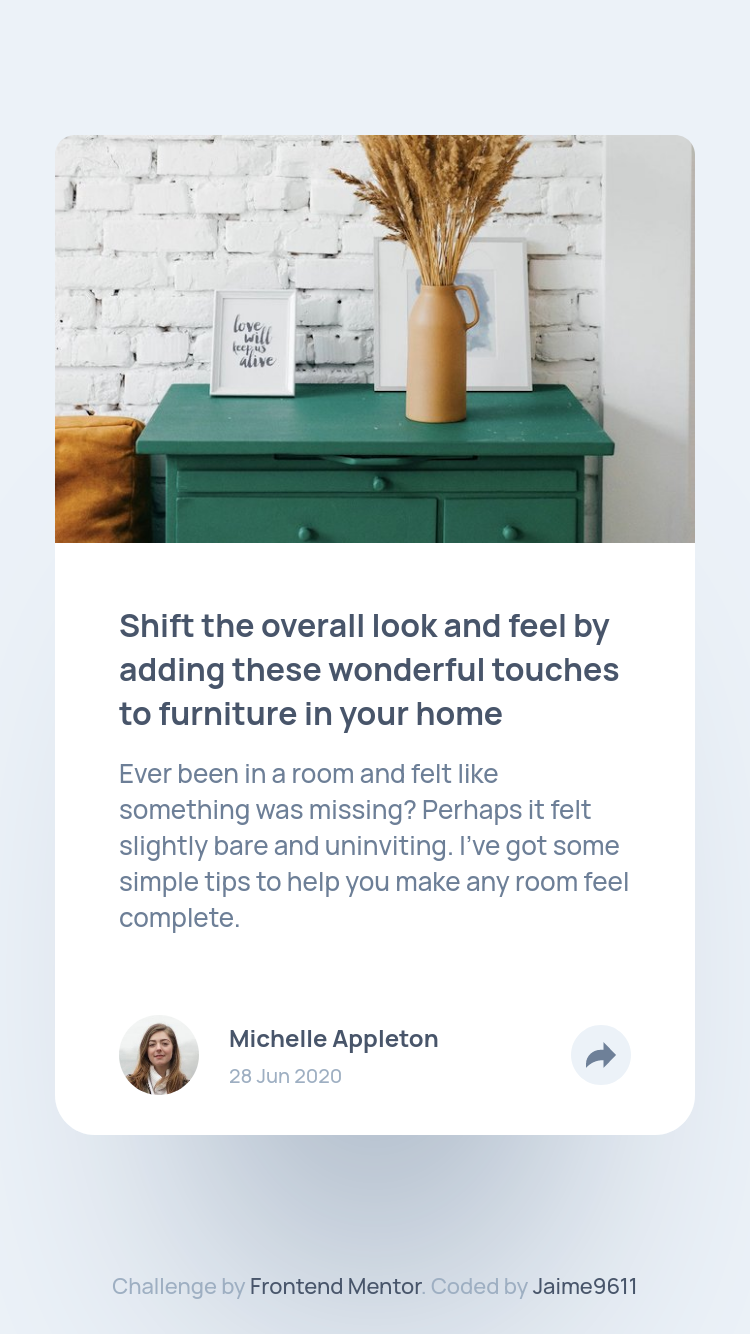 love
will
keep us
alive
Shift the overall look and feel by
adding these wonderful touches
to furniture in your home
Ever been in a room and felt like
something was missing? Perhaps it felt
slightly bare and uninviting. I’ve got some
simple tips to help you make any room feel
complete.
Michelle Appleton
28 Jun 2020
Challenge by Frontend Mentor. Coded by Jaime9611